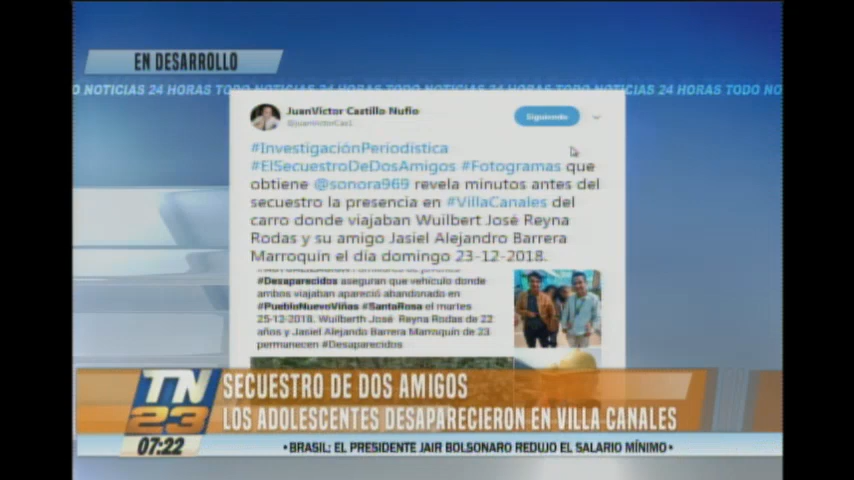 EN DESARROLLO
O NOTICIAS 24 HORAS TODO NOTICIAS 24 HORAS TODO NOTICIAS 24 HORAS TODO NO
JuanVíctor Castillo Nufio
Siguiendo
#InvestigaciónPeriodística
#ElSecuestroDeDosAmigos #Fotogramas que
obtiene @sonora969 revela minutos antes del
secuestro la presencia en #VillaCanales del
carro donde viajaban Wuilbert José Reyna
Rodas y su amigo Jasiel Alejandro Barrera
Marroquin el día domingo 23-12-2018.
#Desaparecidos aseguran que vehículo donde
ambos viajaban apareció abandonado en
#PuebloNuevoViñas #SantaRosa el martes
25-12-2018. Wuilberth José Reyna Rodas de 22
años y Jasiel Alejando Barrera Marroquín de 23
permanecen #Desaparecidos
TN
23
07:22
SECUESTRO DE DOS AMIGOS
LOS ADOLESCENTES DESAPARECIERON EN VILLA CANALES
•BRASIL: EL PRESIDENTE JAIR BOLSONARO REDUJO EL SALARIO MÍNIMO•